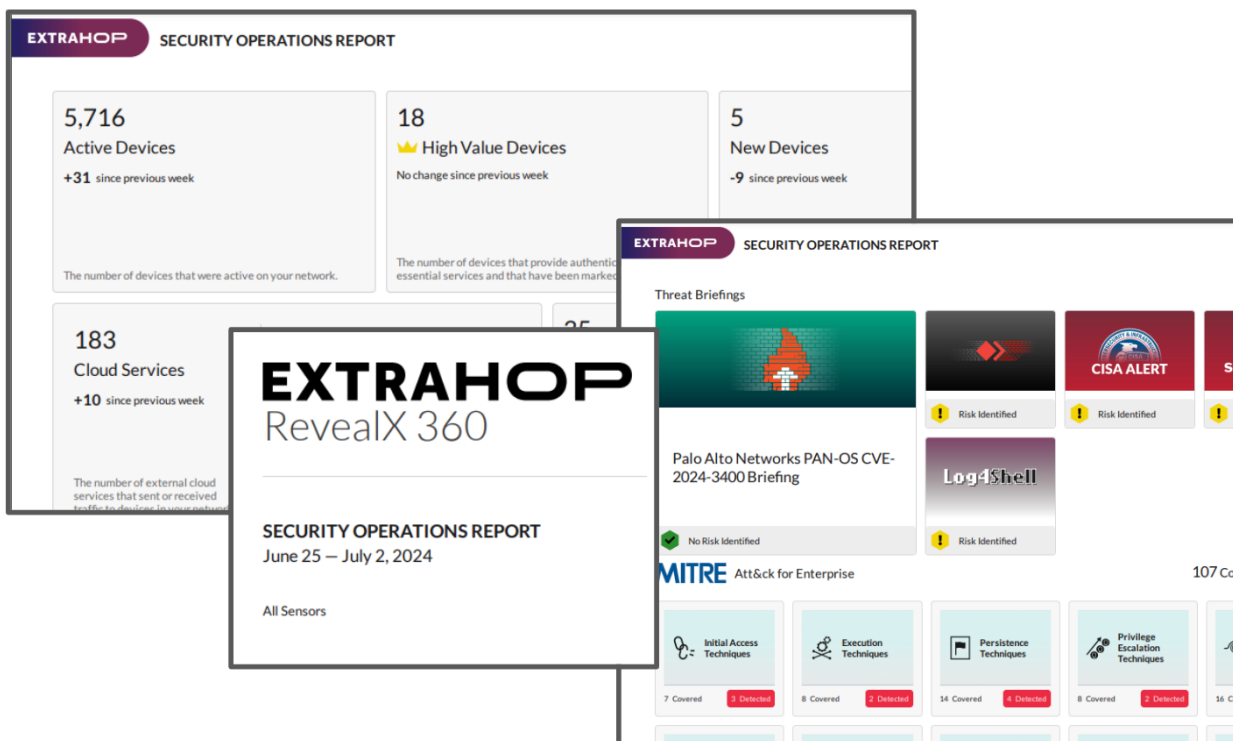 EXTRAHOP
SECURITY OPERATIONS REPORT
5,716
Active Devices
+31 since previous week
The number of devices that were active on your network.
18
High Value Devices
No change since previous week
The number of devices that provide
essential services and that have been marked
5
New Devices
-9 since previous week
183
Cloud Services
+10 since previous week
The number of external cloud
services that sent or received
traffic to devices in your network
EXTRAHOP
RevealX 360
SECURITY OPERATIONS REPORT
June 25 — July 2, 2024
All Sensors
EXTRAHOP
SECURITY OPERATIONS REPORT
Threat Briefings
Palo Alto Networks PAN-OS CVE-
2024-3400 Briefing
No Risk Identified
Risk Identified
CISA ALERT
Risk Identified
S
Log4Shell
Risk Identified
MITRE Att&ck for Enterprise
107 Co
Initial Access
Techniques
7 Covered
3 Detected
Execution
Techniques
8 Covered
2 Detected
Persistence
Techniques
14 Covered
4 Detected
Privilege
Escalation
Techniques
8 Covered
2 Detected
16 C